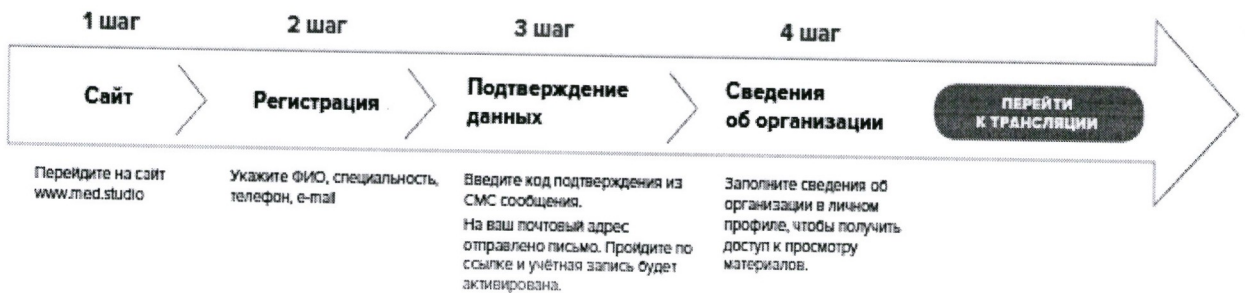 1 шаг
2 шаг
3 шаг
4 шаг
Сайт
Регистрация
Подтверждение
данных
Сведения
об организации
ПЕРЕЙТИ
К ТРАНСЛЯЦИИ
Перейдите на сайт
www.med.studio
Укажите ФИО, специальность,
телефон, e-mail
Введите код подтверждения из
СМС сообщения.
На ваш почтовый адрес
отправлено письмо. Пройдите по
ссылке и учётная запись будет
активирована.
Заполните сведения об
организации в личном
профиле, чтобы получить
доступ к просмотру
материалов.